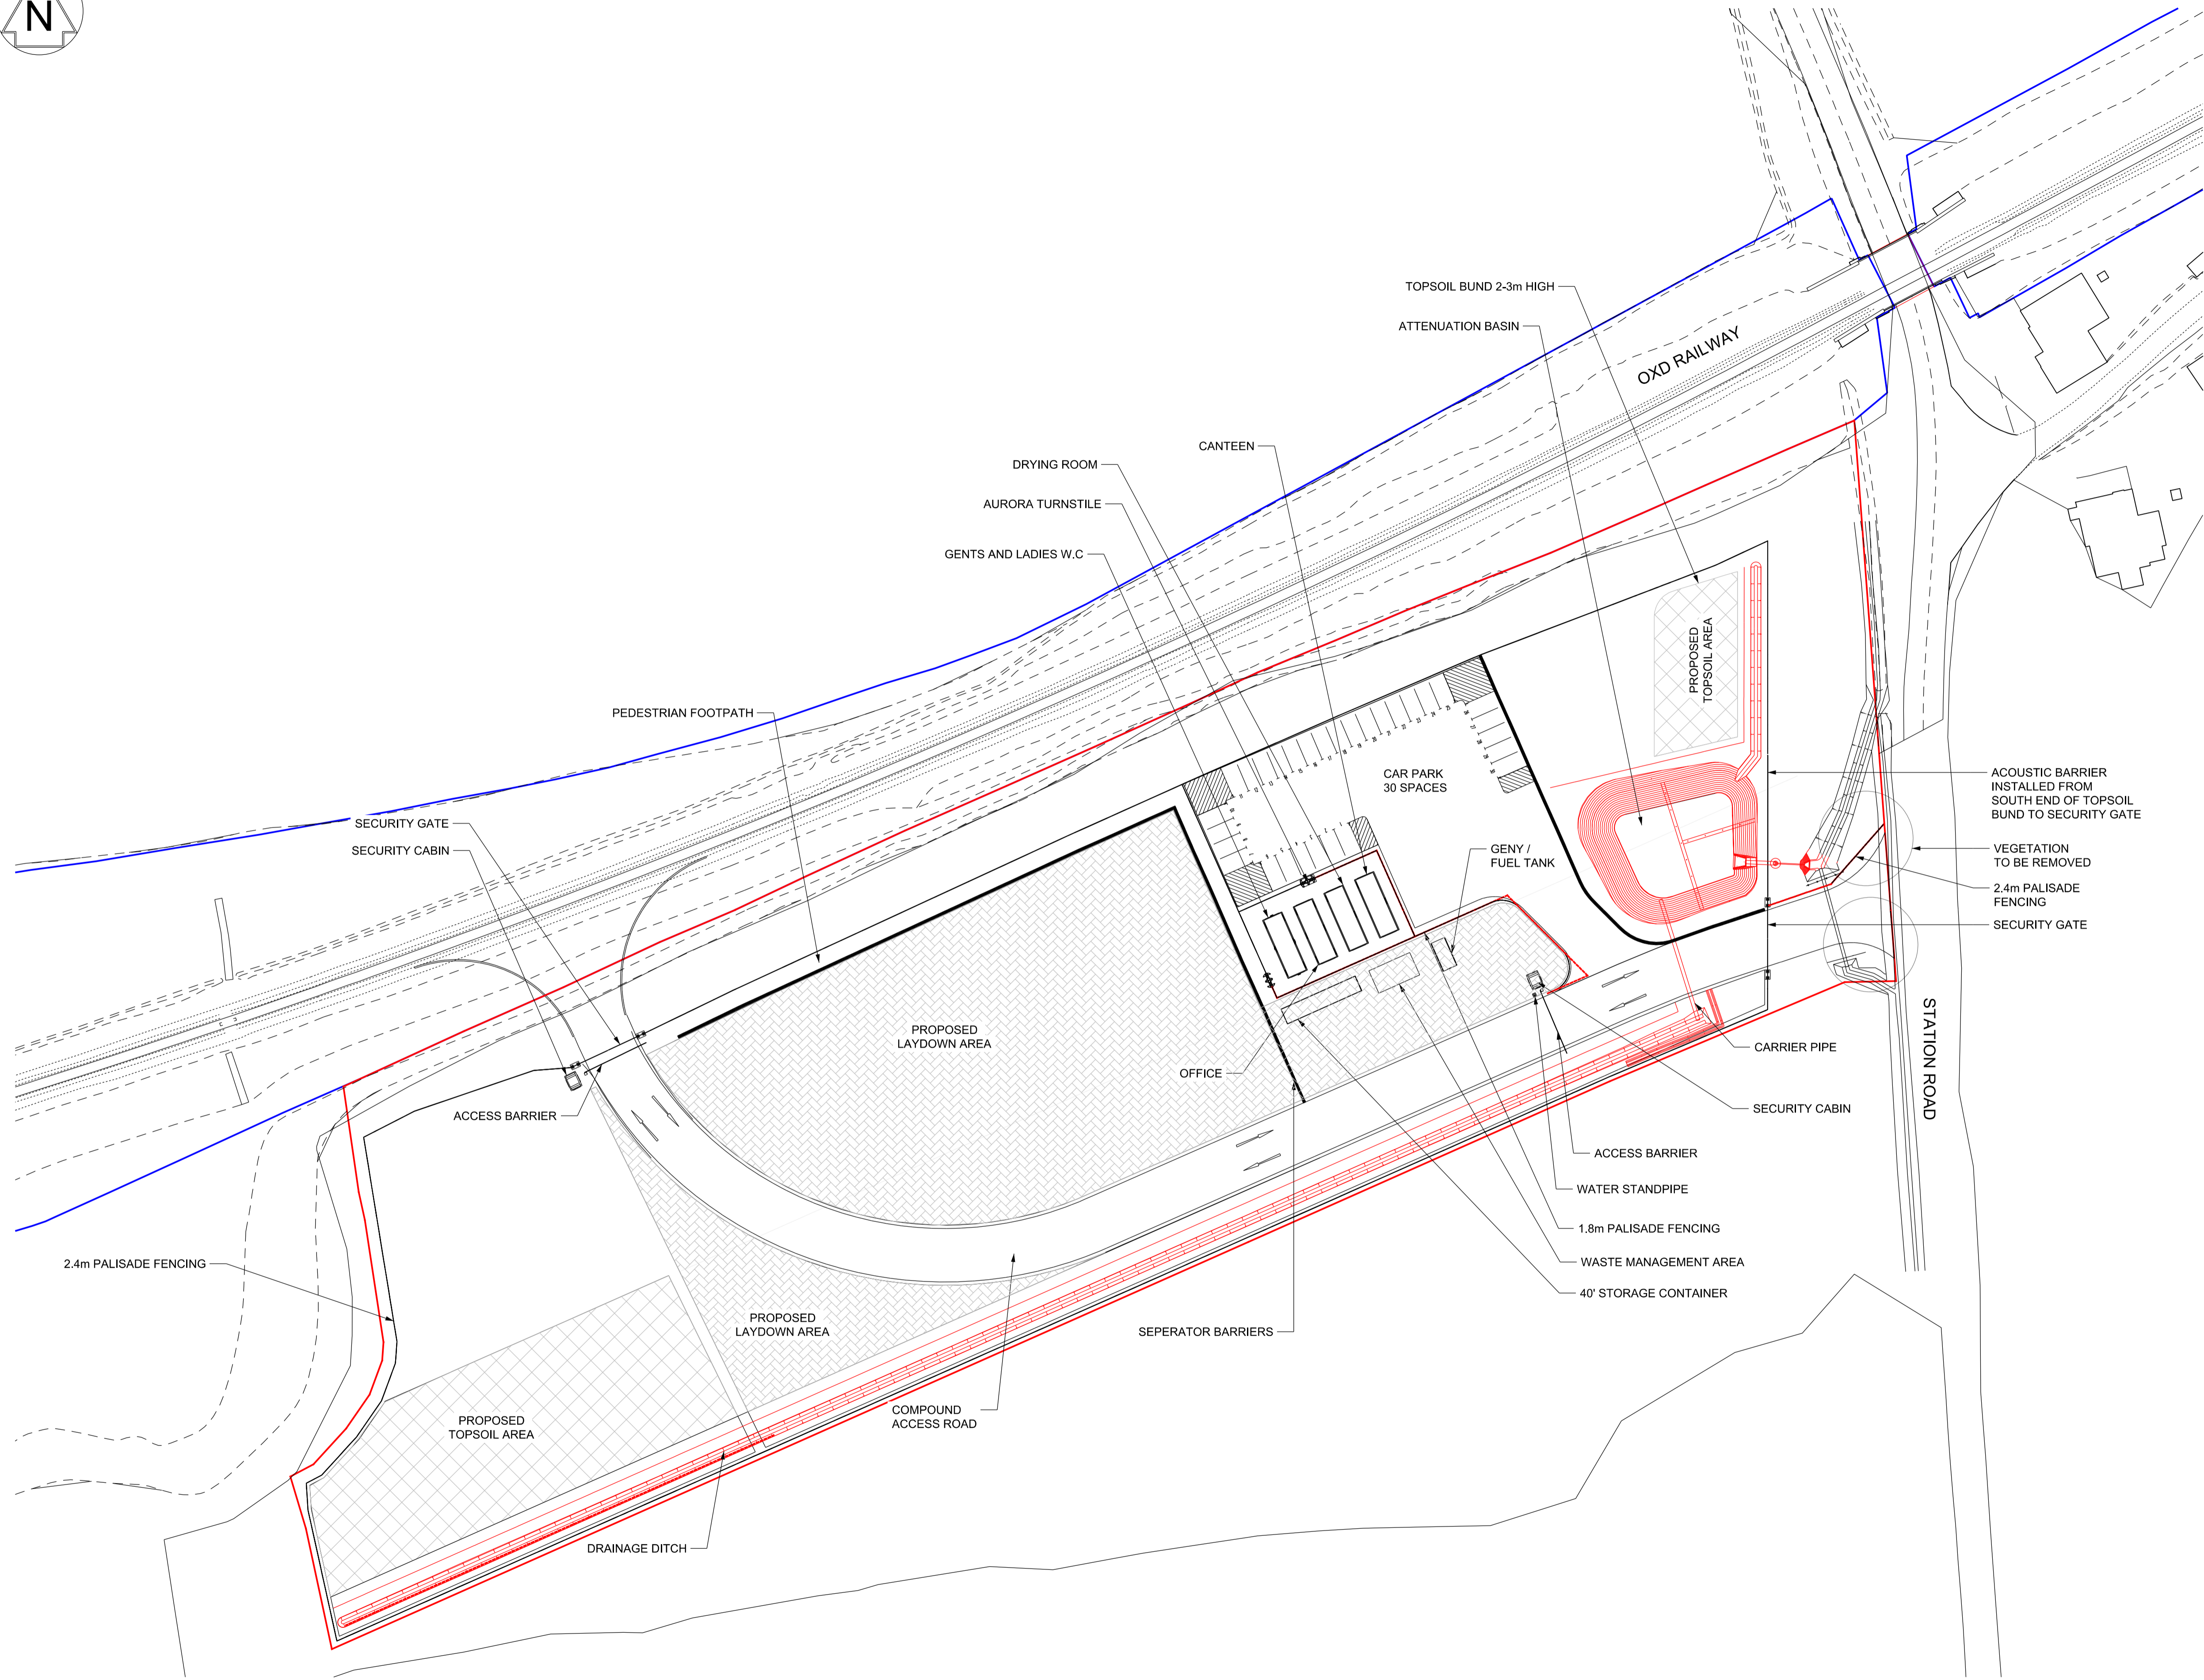 N
TOPSOIL BUND 2-3m HIGH
ATTENUATION BASIN
OXD RAILWAY
CANTEEN
DRYING ROOM
AURORA TURNSTILE
GENTS AND LADIES W.C
PROPOSED
TOPSOIL AREA
PEDESTRIAN FOOTPATH
CAR PARK
30 SPACES
ACOUSTIC BARRIER
INSTALLED FROM
SOUTH END OF TOPSOIL
BUND TO SECURITY GATE
SECURITY GATE
SECURITY CABIN
GENY /
FUEL TANK
VEGETATION
TO BE REMOVED
2.4m PALISADE
FENCING
SECURITY GATE
PROPOSED
LAYDOWN AREA
STATION ROAD
CARRIER PIPE
OFFICE
SECURITY CABIN
ACCESS BARRIER
ACCESS BARRIER
WATER STANDPIPE
1.8m PALISADE FENCING
2.4m PALISADE FENCING
WASTE MANAGEMENT AREA
40' STORAGE CONTAINER
PROPOSED
LAYDOWN AREA
SEPERATOR BARRIERS
COMPOUND
ACCESS ROAD
PROPOSED
TOPSOIL AREA
DRAINAGE DITCH